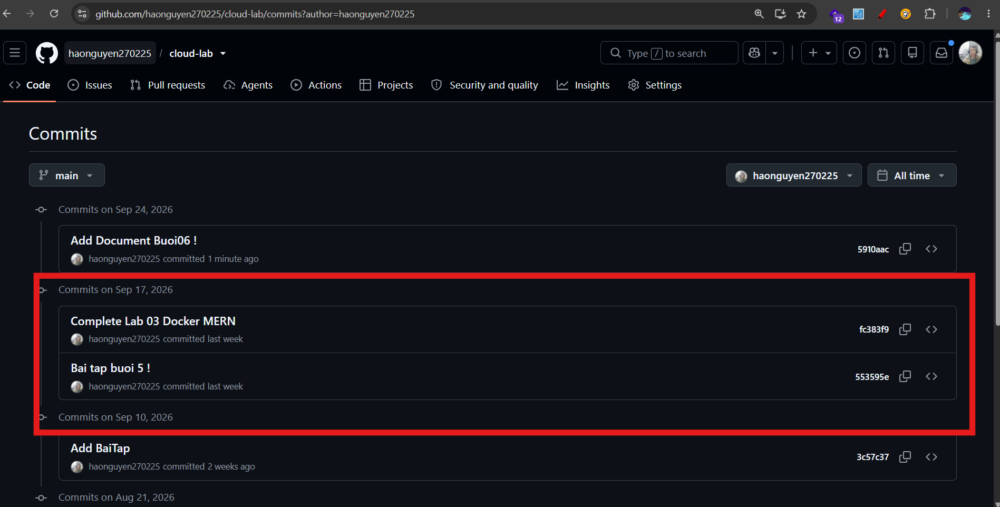 github.com/haonguyen270225/cloud-lab/commits?author=haonguyen270225
12
haonguyen270225 / cloud-lab
Type / to search
Code
Issues
Pull requests
Agents
Actions
Projects
Security and quality
Insights
Settings
Commits
main
haonguyen270225
All time
Commits on Sep 24, 2026
Add Document Buoi06 !
haonguyen270225 committed 1 minute ago
5910aac
Commits on Sep 17, 2026
Complete Lab 03 Docker MERN
haonguyen270225 committed last week
fc383f9
Bai tap buoi 5 !
haonguyen270225 committed last week
553595e
Commits on Sep 10, 2026
Add BaiTap
haonguyen270225 committed 2 weeks ago
3c57c37
Commits on Aug 21, 2026